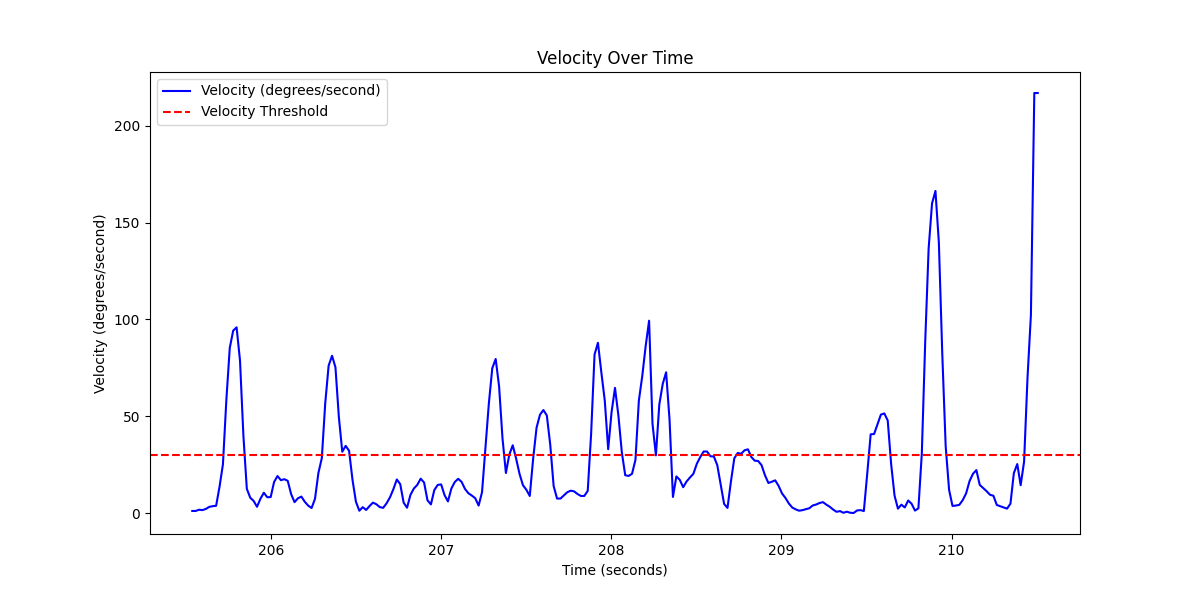 Velocity Over Time
Velocity (degrees/second)
Velocity Threshold
Velocity (degrees/second)
200
150
100
50
0
206 207 208 209 210
Time (seconds)